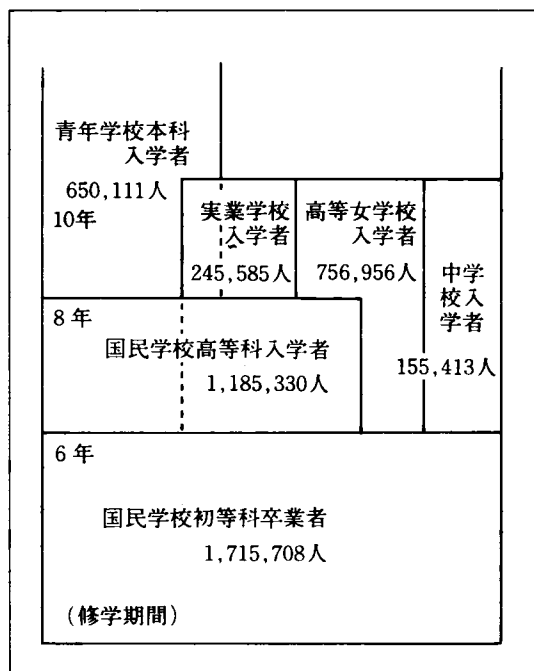 青年学校本科
入学者
650,111人
10年
実業学校
入学者
245,585人
高等女学校
入学者
756,956人
中学
校入
学者
155,413人
8年
国民学校高等科入学者
1,185,330人
6年
国民学校初等科卒業者
1,715,708人
(修学期間)